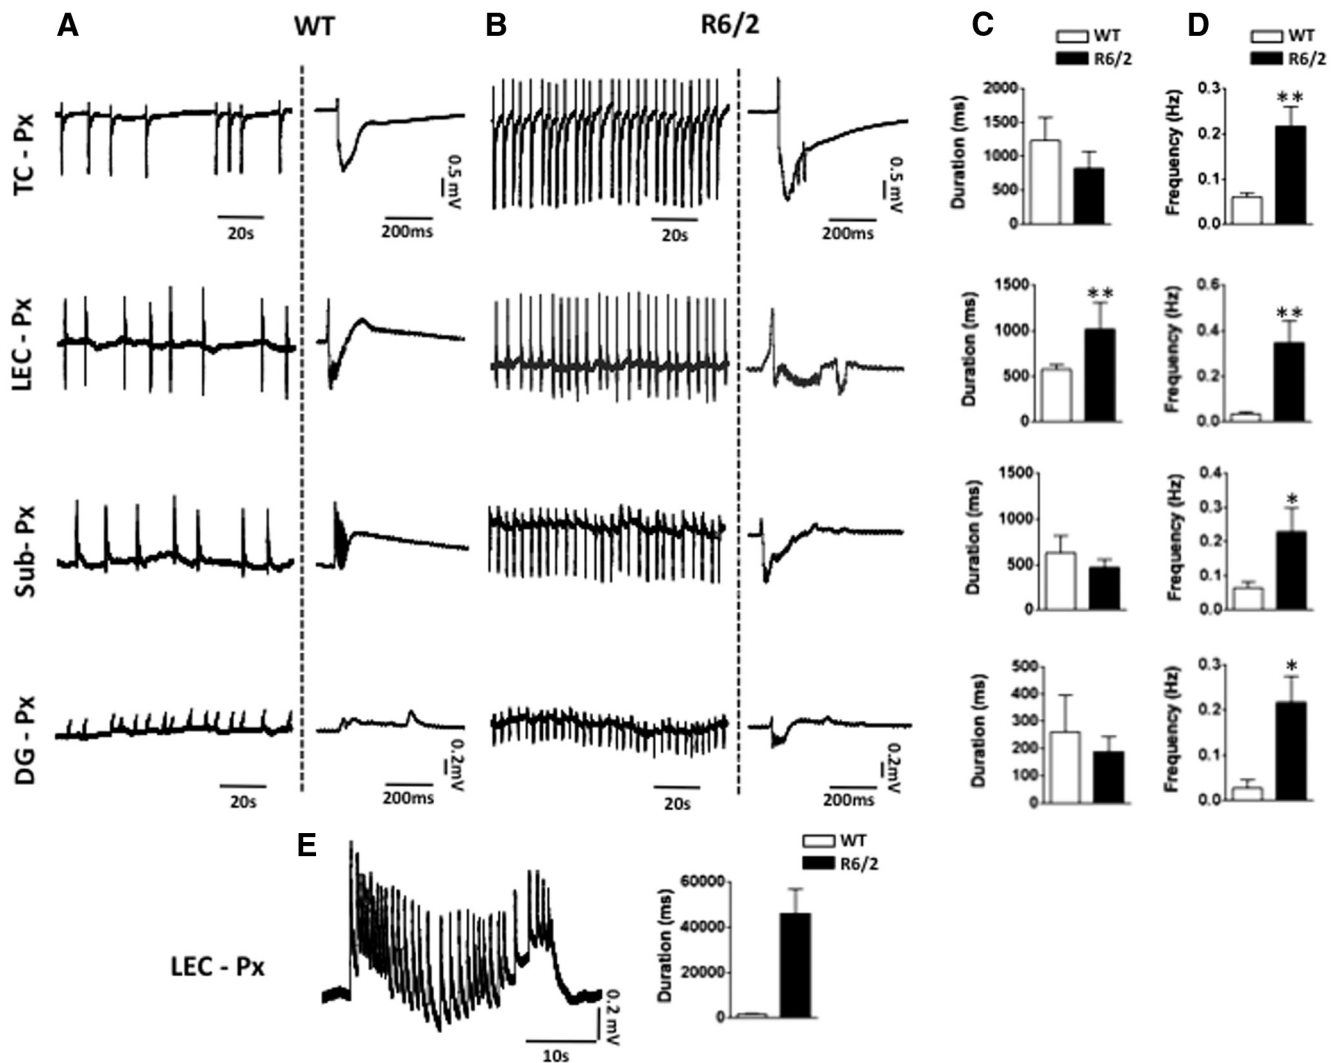 A WT
B R6/2
C
WT
R6/2
D
WT
R6/2
TC - Px
20s
200ms
0.5 mV
20s
200ms
0.5 mV
Duration (ms)
2000
1500
1000
500
0
Frequency (Hz)
0.3
0.2
0.1
0.0
**
LEC - Px
Duration (ms)
1500
1000
500
0
**
Frequency (Hz)
0.6
0.4
0.2
0.0
**
Sub- Px
Duration (ms)
1500
1000
500
0
Frequency (Hz)
0.4
0.3
0.2
0.1
0.0
*
DG - Px
20s
200ms
0.2mV
20s
200ms
0.2mV
Duration (ms)
500
400
300
200
100
0
Frequency (Hz)
0.3
0.2
0.1
0.0
*
E
LEC - Px
0.2 mV
10s
WT
R6/2
Duration (ms)
60000
40000
20000
0